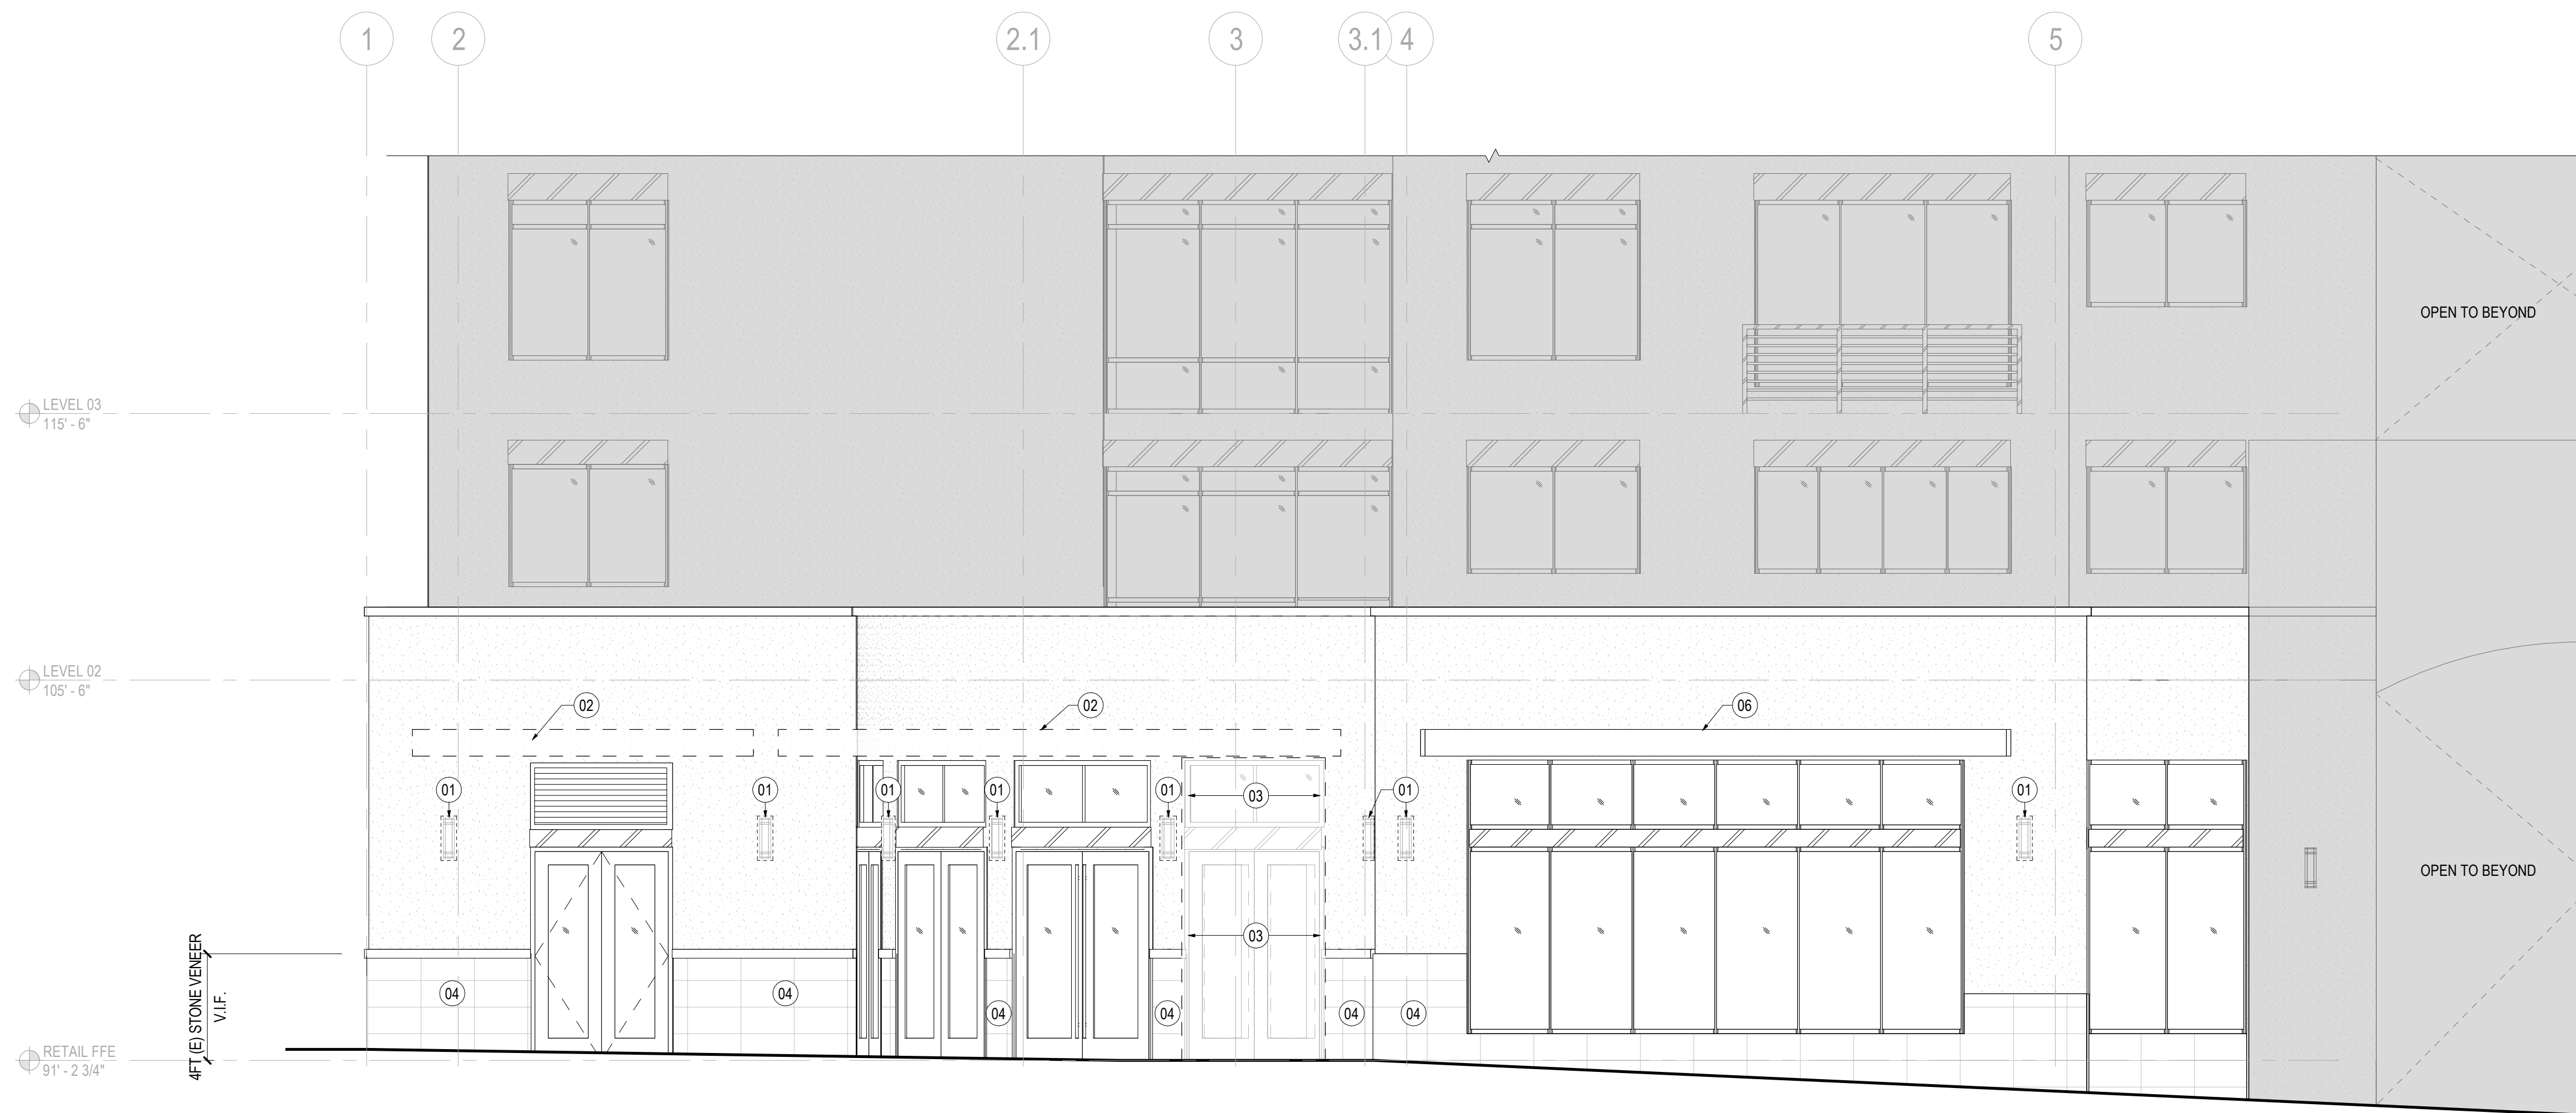 1
2
2.1
3
3.1
4
5
OPEN TO BEYOND
LEVEL 03
115' - 6"
LEVEL 02
105' - 6"
02
02
06
01
01
01
01
01
01
01
03
OPEN TO BEYOND
03
4FT (E) STONE VENEER
V.I.F.
04
04
04
04
04
04
RETAIL FFE
91' - 2 3/4"